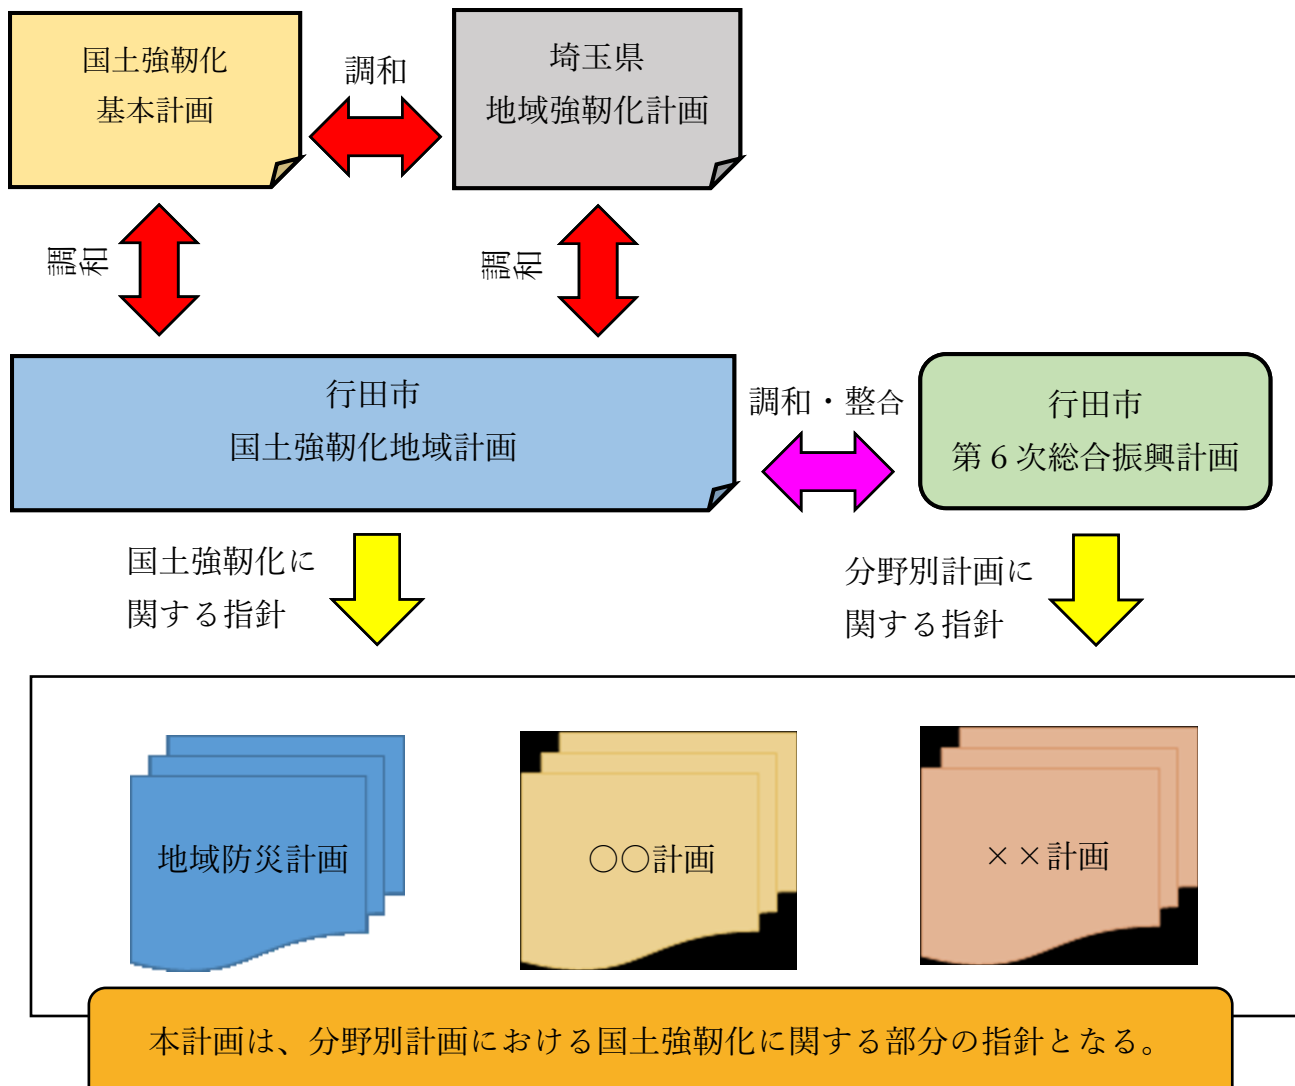 国土強靭化
基本計画
調和
埼玉県
地域強靭化計画
調和
調和
行田市
国土強靭化地域計画
調和・整合
行田市
第６次総合振興計画
国土強靭化に
関する指針
分野別計画に
関する指針
地域防災計画
〇〇計画
××計画
本計画は、分野別計画における国土強靭化に関する部分の指針となる。